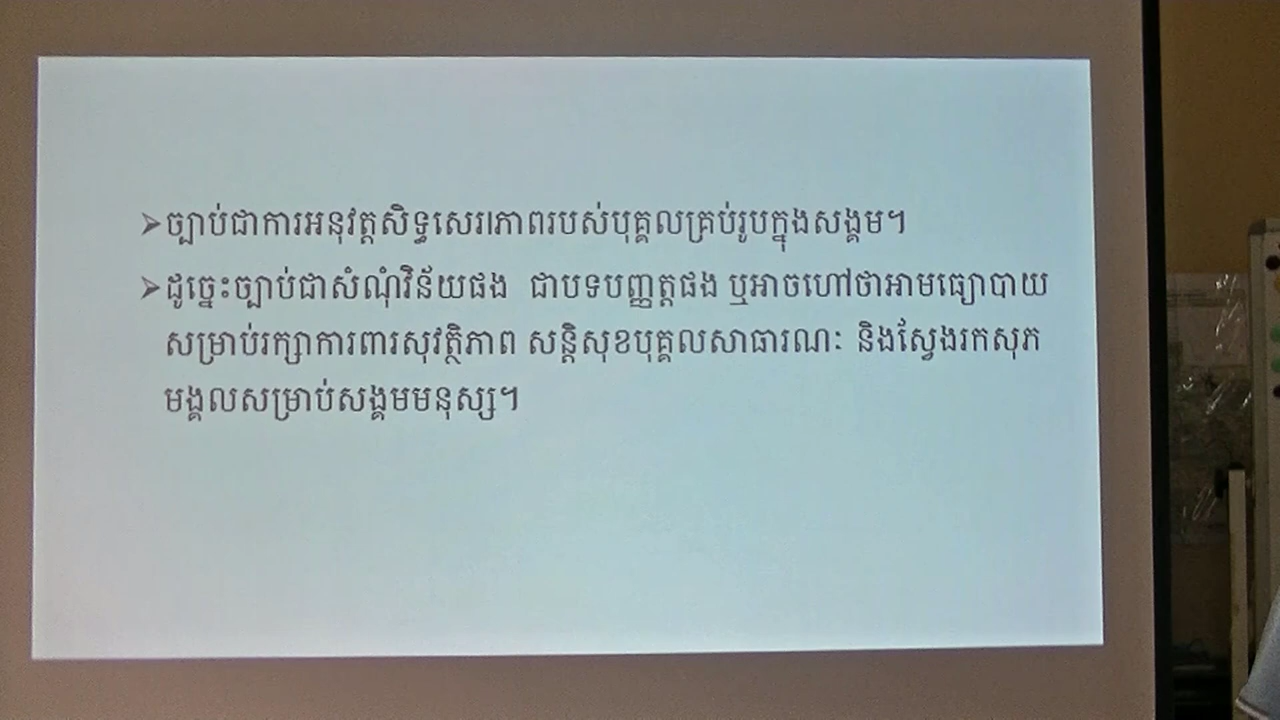 ➢ច្បាប់ជាការអនុវត្តសិទ្ធសេរាភាពរបស់បុគ្គលគ្រប់រូបក្នុងសង្គម។
➢ដូច្នេះច្បាប់ជាសំណុំវិន័យផង ជាបទបញ្ញត្តផង ឬអាចហៅថាអាមធ្យោបាយ
សម្រាប់រក្សាការពារសុវត្ថិភាព សន្តិសុខបុគ្គលសាធារណៈ និងស្វែងរកសុភ
មង្គលសម្រាប់សង្គមមនុស្ស។